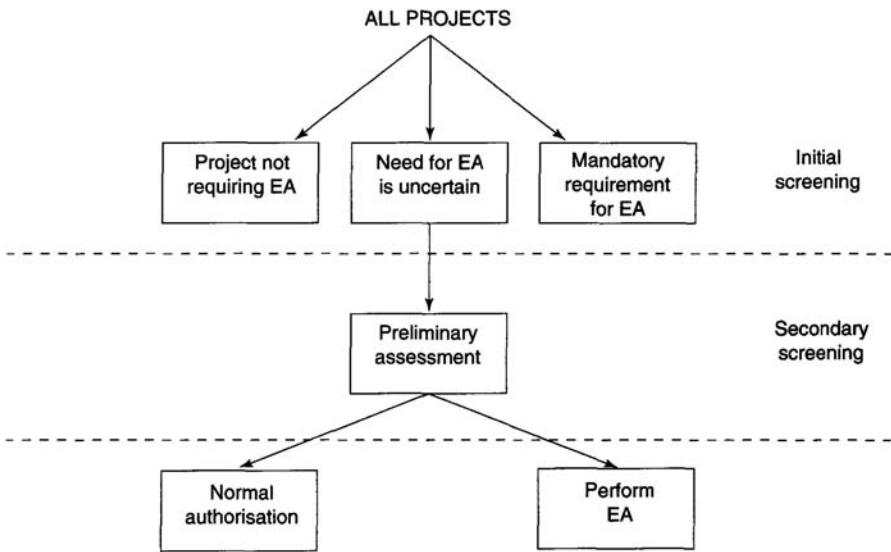 ALL PROJECTS
Project not
requiring EA
Need for EA
is uncertain
Mandatory
requirement
for EA
Initial
screening
Preliminary
assessment
Secondary
screening
Normal
authorisation
Perform
EA